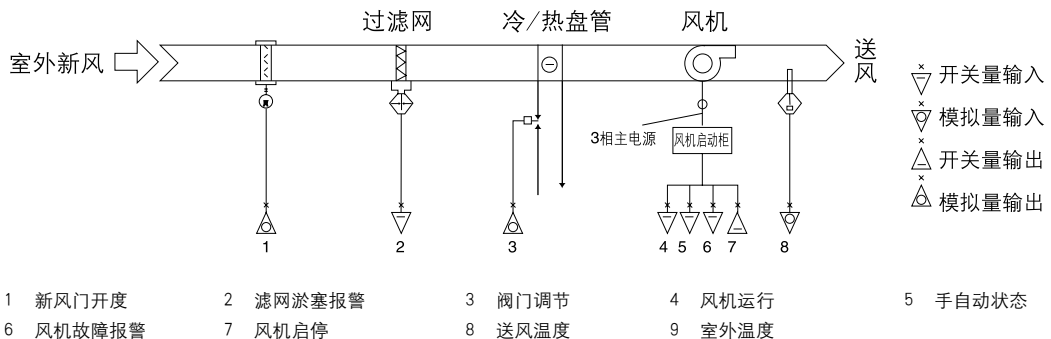 过滤网 冷/热盘管 风机
室外新风 送风
开关量输入
模拟量输入
开关量输出
模拟量输出
3相主电源 风机启动柜
1 2 3 4 5 6 7 8
1 新风门开度 2 滤网淤塞报警 3 阀门调节 4 风机运行 5 手自动状态
6 风机故障报警 7 风机启停 8 送风温度 9 室外温度